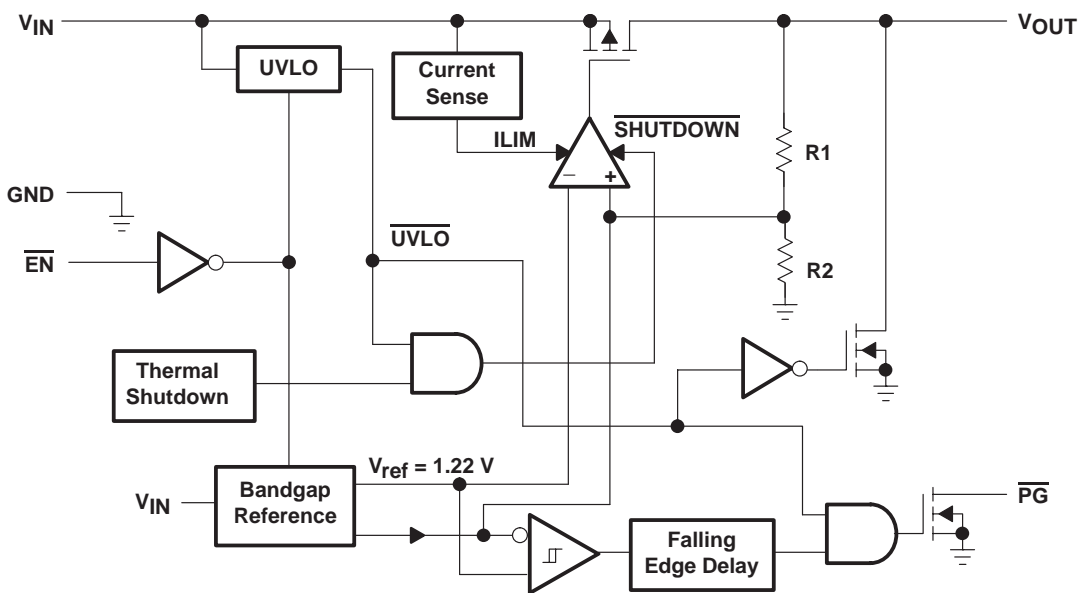 VIN
VOUT
UVLO
Current
Sense
SHUTDOWN
ILIM
R1
–
+
GND
UVLO
EN
R2
Thermal
Shutdown
Vref = 1.22 V
VIN
Bandgap
Reference
PG
Falling
Edge Delay